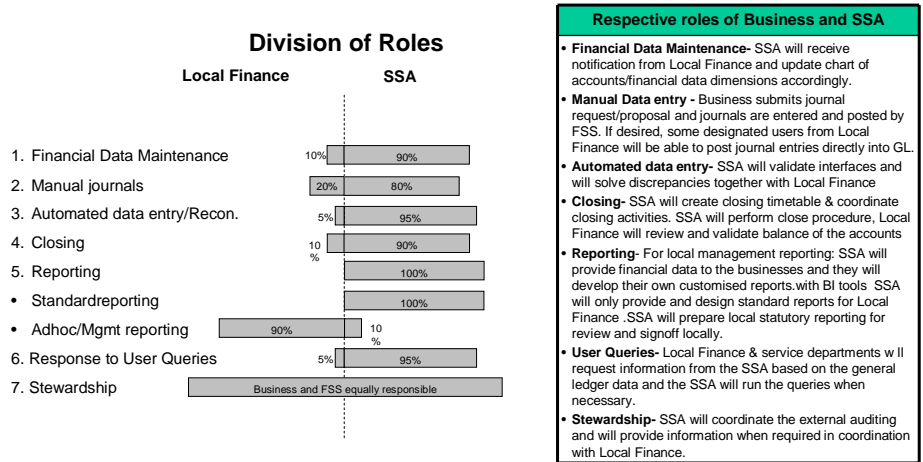 Division of Roles
Local Finance SSA
1. Financial Data Maintenance 10% 90%
2. Manual journals 20% 80%
3. Automated data entry/Recon. 5% 95%
4. Closing 10 % 90%
5. Reporting 100%
• Standardreporting 100%
• Adhoc/Mgmt reporting 90% 10 %
6. Response to User Queries 5% 95%
7. Stewardship Business and FSS equally responsible
Respective roles of Business and SSA
• Financial Data Maintenance- SSA will receive
notification from Local Finance and update chart of
accounts/financial data dimensions accordingly.
• Manual Data entry - Business submits journal
request/proposal and journals are entered and posted by
FSS. If desired, some designated users from Local
Finance will be able to post journal entries directly into GL.
• Automated data entry- SSA will validate interfaces and
will solve discrepancies together with Local Finance
• Closing- SSA will create closing timetable & coordinate
closing activities. SSA will perform close procedure, Local
Finance will review and validate balance of the accounts
• Reporting- For local management reporting: SSA will
provide financial data to the businesses and they will
develop their own customised reports.with BI tools SSA
will only provide and design standard reports for Local
Finance .SSA will prepare local statutory reporting for
review and signoff locally.
• User Queries- Local Finance & service departments w ll
request information from the SSA based on the general
ledger data and the SSA will run the queries when
necessary.
• Stewardship- SSA will coordinate the external auditing
and will provide information when required in coordination
with Local Finance.